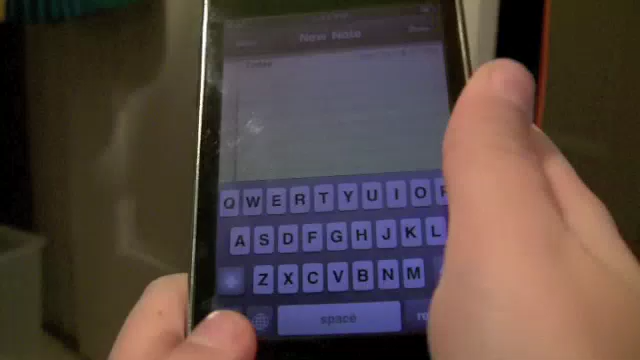 New Note
Today
Q W E R T Y U I O P
A S D F G H J K L
Z X C V B N M
space